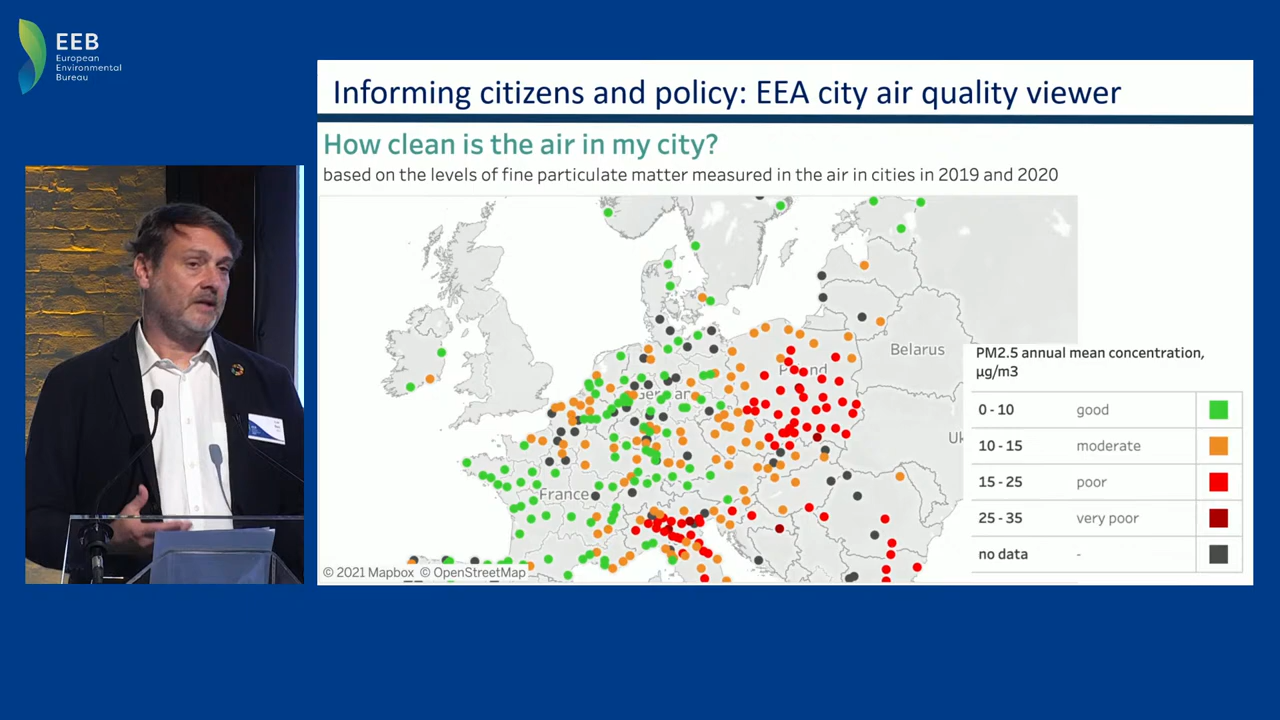 EEB
European
Environmental
Bureau
Informing citizens and policy: EEA city air quality viewer
How clean is the air in my city?
based on the levels of fine particulate matter measured in the air in cities in 2019 and 2020
Belarus
PM2.5 annual mean concentration,
µg/m3
0 - 10 good
10 - 15 moderate
15 - 25 poor
25 - 35 very poor
no data -
France
© 2021 Mapbox © OpenStreetMap